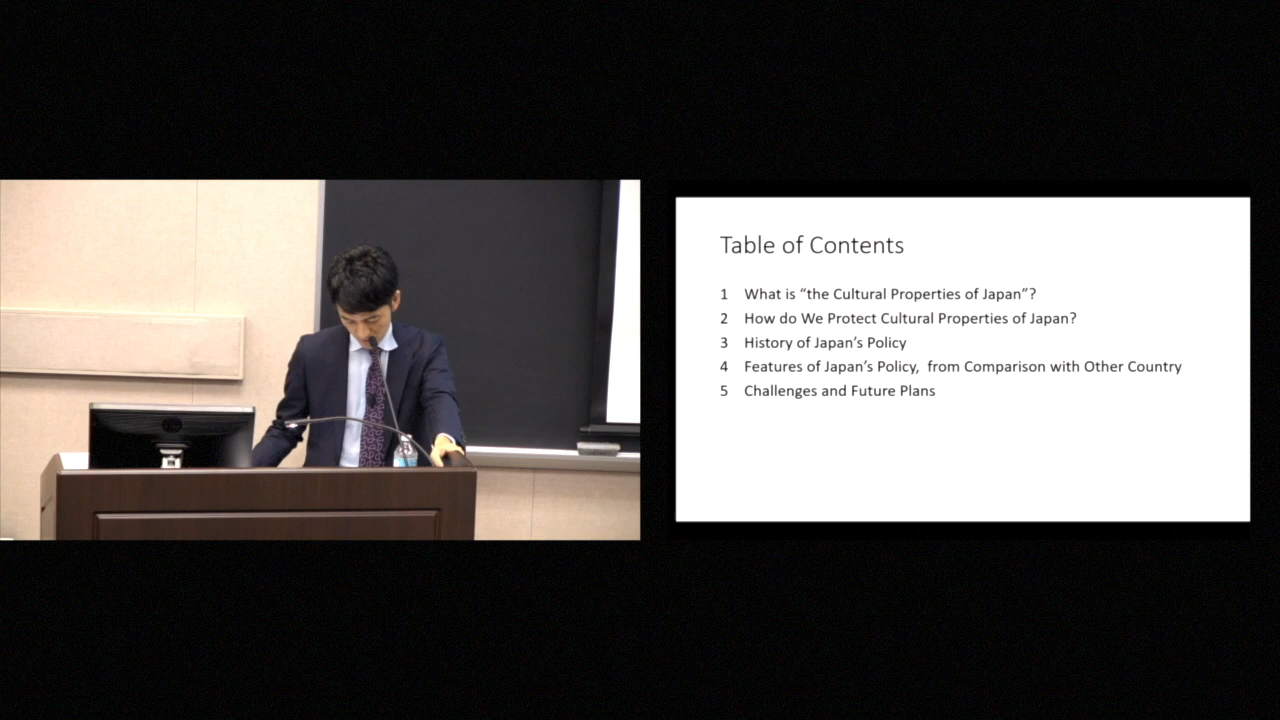 Table of Contents
1 What is “the Cultural Properties of Japan”?
2 How do We Protect Cultural Properties of Japan?
3 History of Japan’s Policy
4 Features of Japan’s Policy,  from Comparison with Other Country
5 Challenges and Future Plans